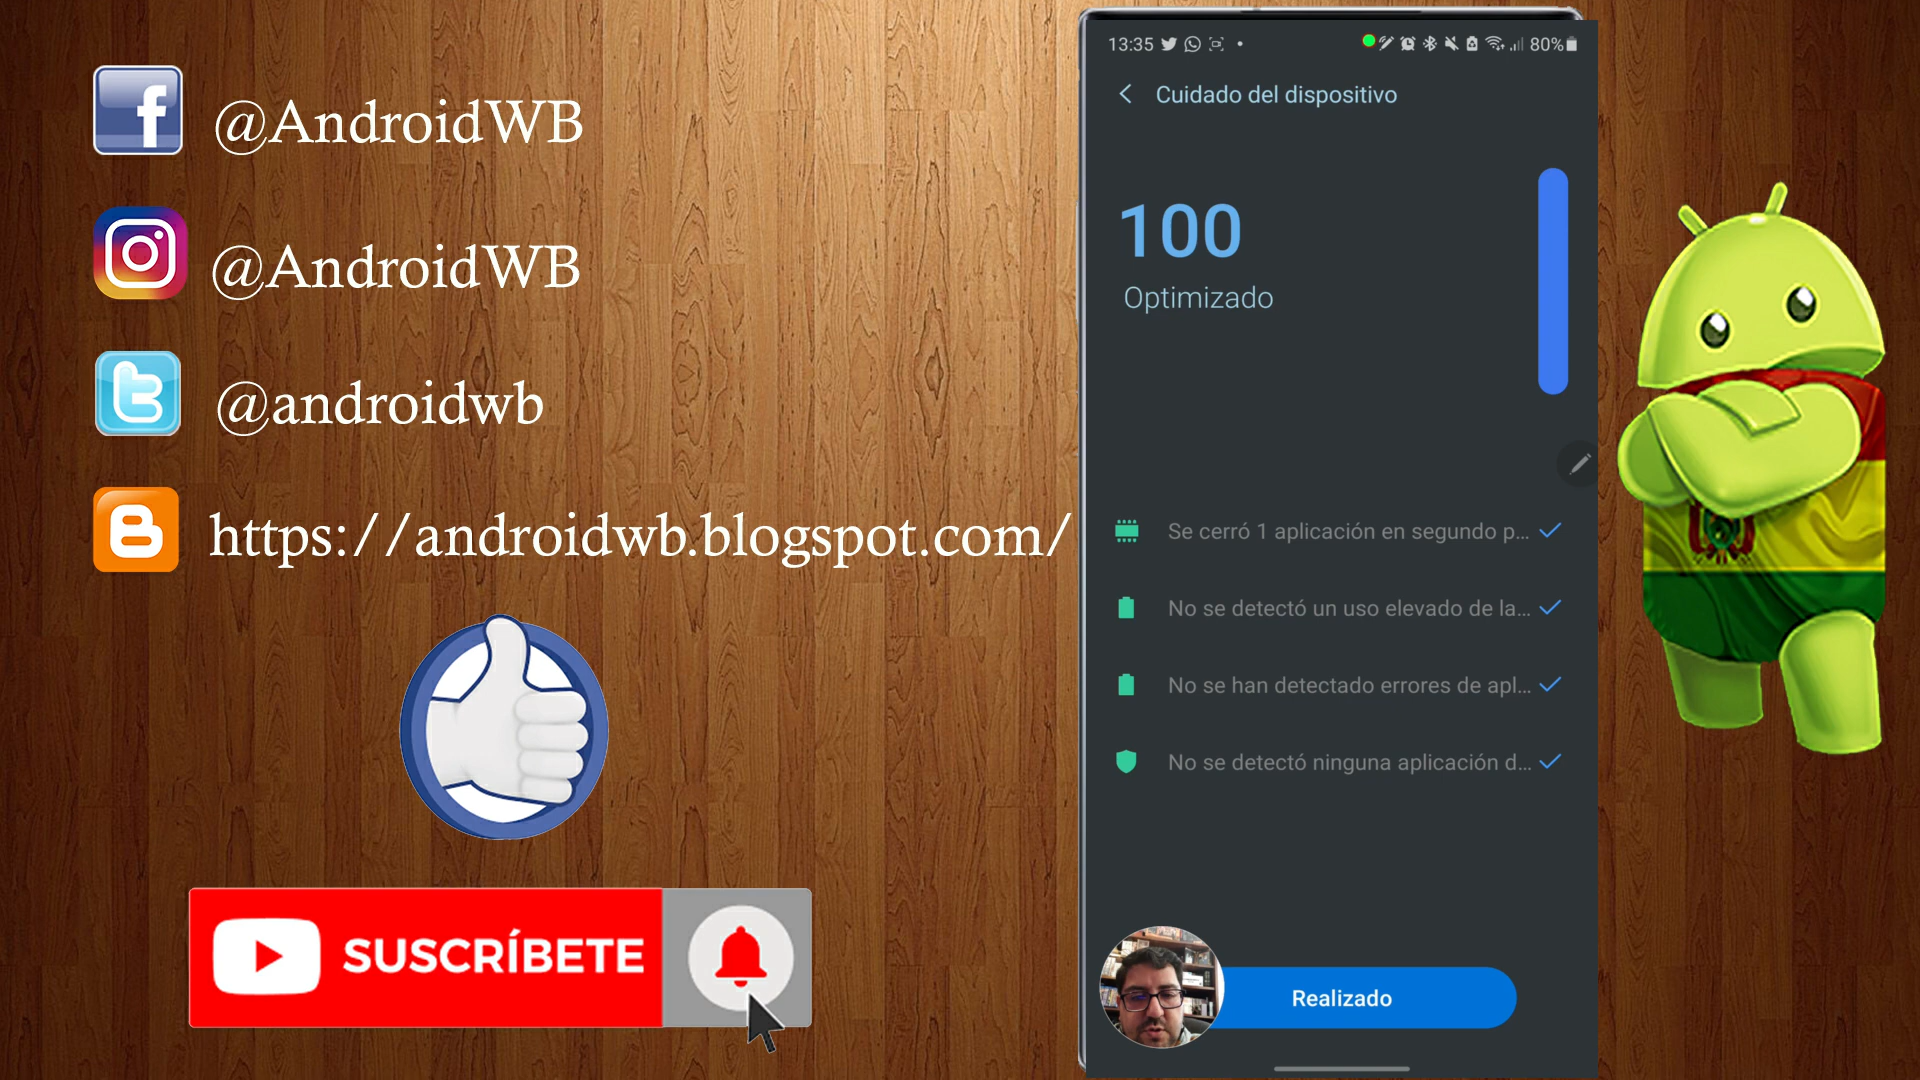 @AndroidWB
@AndroidWB
@androidwb
https://androidwb.blogspot.com/
SUSCRÍBETE
13:35
80%
Cuidado del dispositivo
100
Optimizado
Se cerró 1 aplicación en segundo p...
No se detectó un uso elevado de la...
No se han detectado errores de apl...
No se detectó ninguna aplicación d...
Realizado